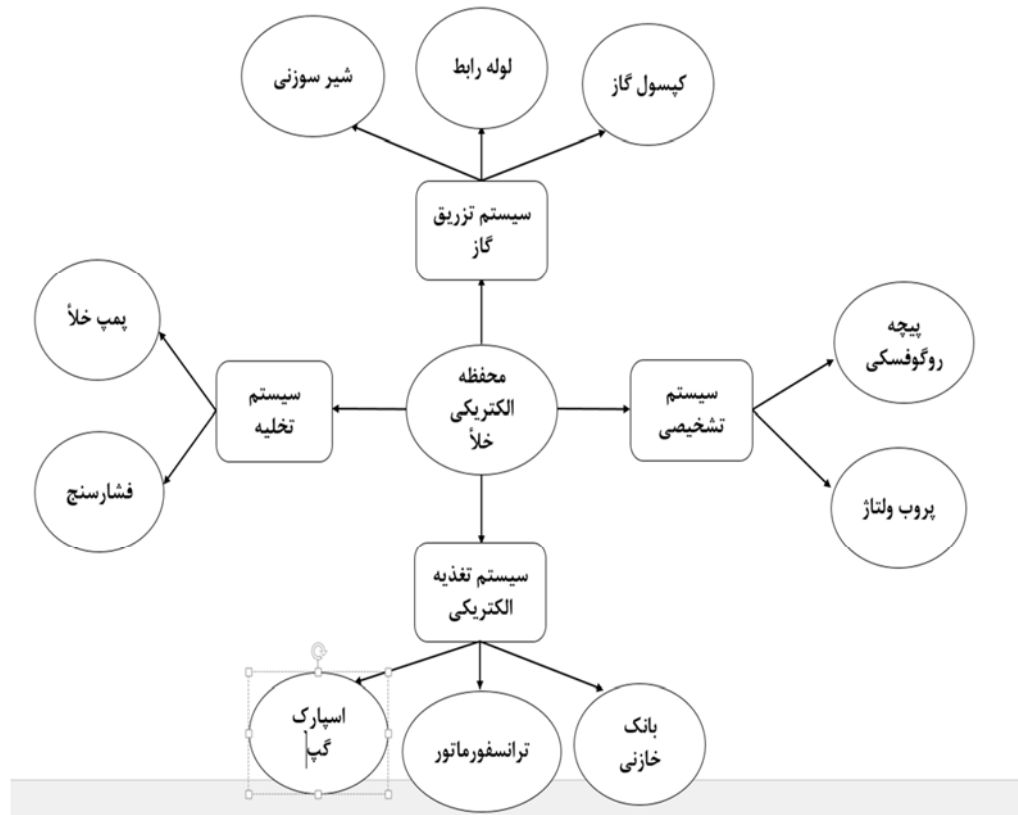 کپسول گاز
لوله رابط
شیر سوزنی
سیستم تزریق
گاز
پیچه
روگوفسکی
پمپ خلأ
محفظه
الکتریکی
خلأ
سیستم
تشخیصی
سیستم
تخلیه
پروب ولتاژ
فشارسنج
سیستم تغذیه
الکتریکی
بانک
خازنی
ترانسفورماتور
اسپارک
گپ